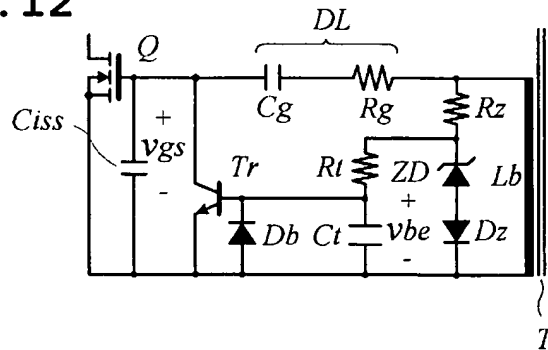 .12
DL
Q
Cg
Rg
Rz
Ciss
+
vgs
-
Tr
Rt
ZD
Lb
+
vbe
-
Db
Ct
Dz
T